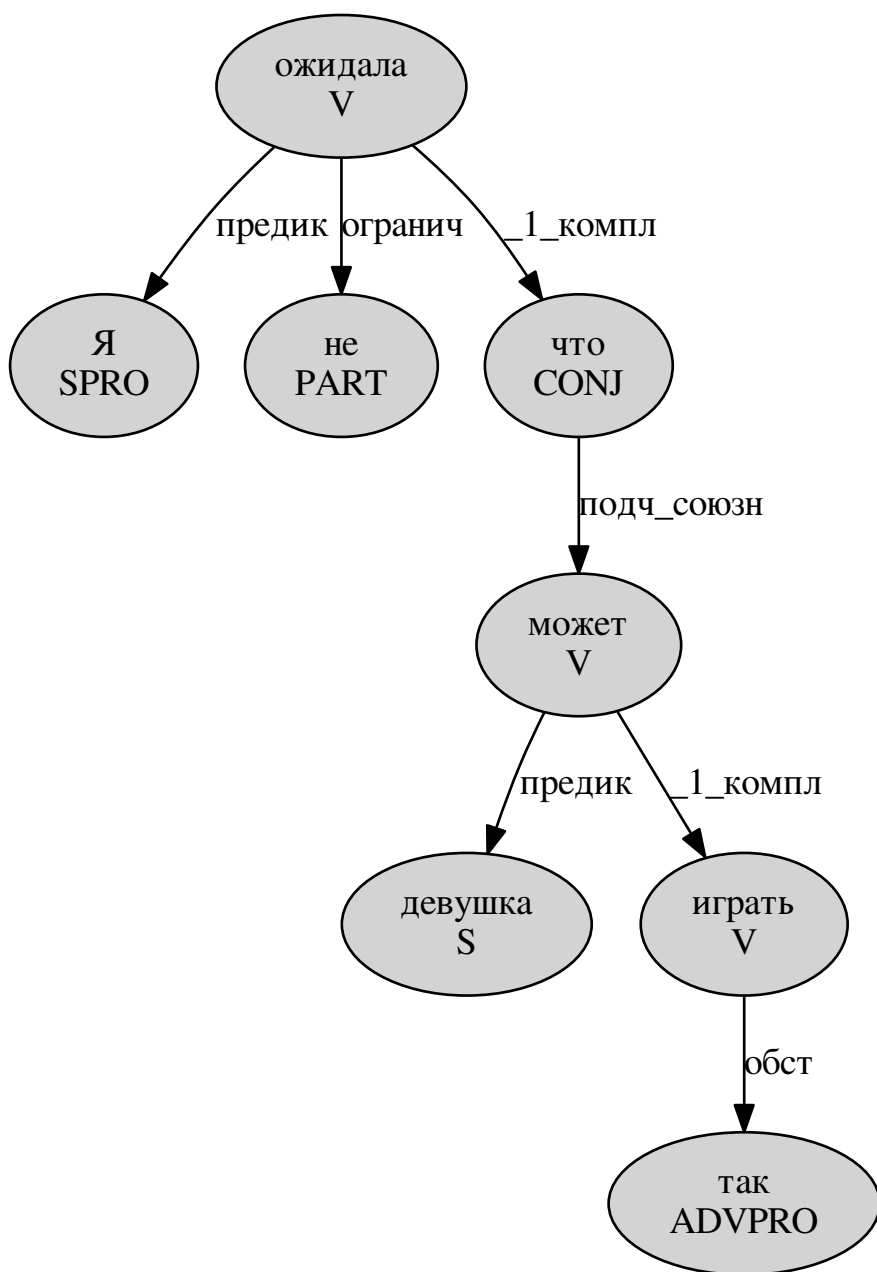 ожидала
V
предик
огранич
_1_компл
Я
SPRO
не
PART
что
CONJ
подч_союзн
может
V
предик
_1_компл
девушка
S
играть
V
обст
так
ADVPRO